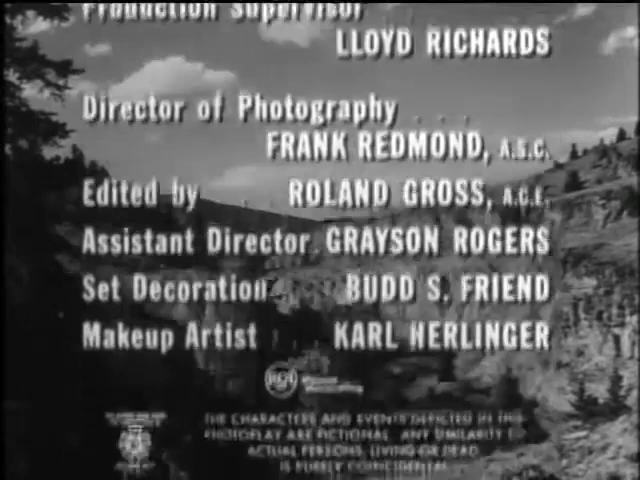 Production Supervisor
LLOYD RICHARDS
Director of Photography . . .
FRANK REDMOND, A.S.C.
Edited by ROLAND GROSS, A.C.E.
Assistant Director GRAYSON ROGERS
Set Decoration BUDD S. FRIEND
Makeup Artist KARL HERLINGER
RCA
THE CHARACTERS AND EVENTS DEPICTED IN THIS
PHOTOPLAY ARE FICTIONAL. ANY SIMILARITY TO
ACTUAL PERSONS, LIVING OR DEAD,
IS PURELY COINCIDENTAL.